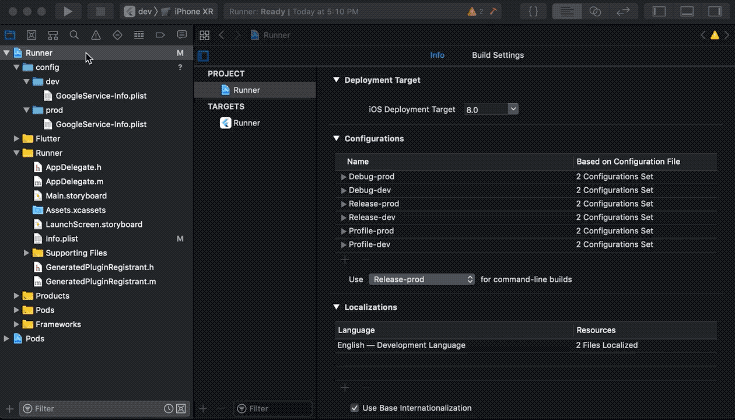 dev > iPhone XR
Runner: Ready | Today at 5:10 PM
2
Runner
Runner M
config ?
dev
GoogleService-Info.plist
prod
GoogleService-Info.plist
Flutter
Runner
AppDelegate.h
AppDelegate.m
Main.storyboard
Assets.xcassets
LaunchScreen.storyboard
Info.plist M
Supporting Files
GeneratedPluginRegistrant.h
GeneratedPluginRegistrant.m
Products
Pods
Frameworks
Pods
Filter
PROJECT
Runner
TARGETS
Runner
Filter
Info Build Settings
Deployment Target
iOS Deployment Target 8.0
Configurations
Name Based on Configuration File
Debug-prod 2 Configurations Set
Debug-dev 2 Configurations Set
Release-prod 2 Configurations Set
Release-dev 2 Configurations Set
Profile-prod 2 Configurations Set
Profile-dev 2 Configurations Set
Use Release-prod for command-line builds
Localizations
Language Resources
English — Development Language 2 Files Localized
Use Base Internationalization